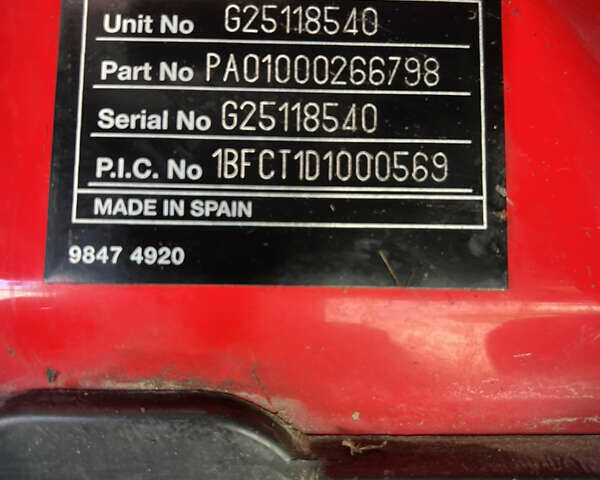 Unit No G25118540
Part No PA01000266798
Serial No G25118540
P.I.C. No 1BFCT1D1000569
MADE IN SPAIN
9847 4920